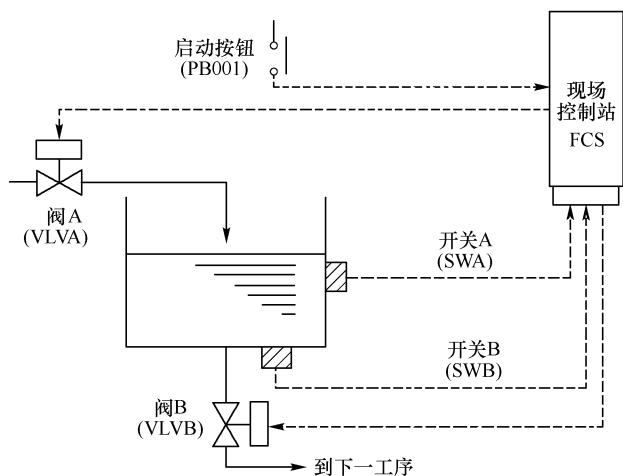 启动按钮
(PB001)
现场
控制站
FCS
阀A
(VLVA)
开关A
(SWA)
开关B
(SWB)
阀B
(VLVB)
到下一工序